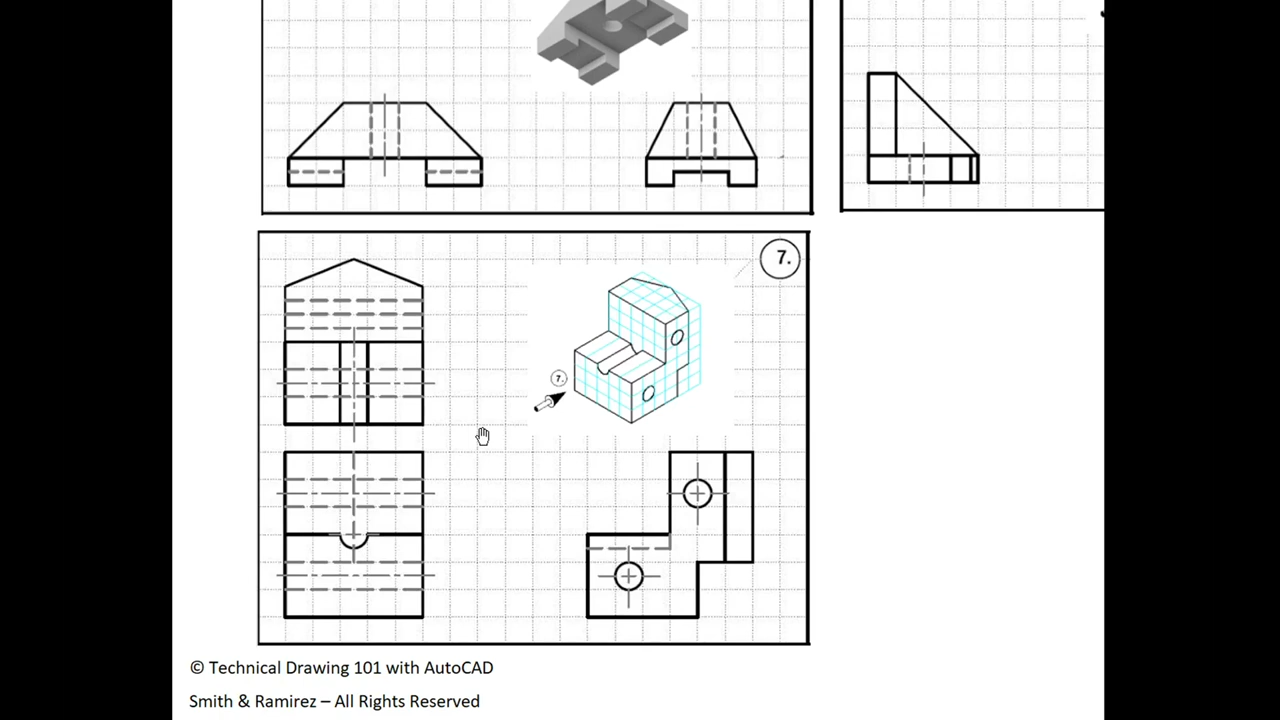 7.
7.
© Technical Drawing 101 with AutoCAD
Smith & Ramirez – All Rights Reserved